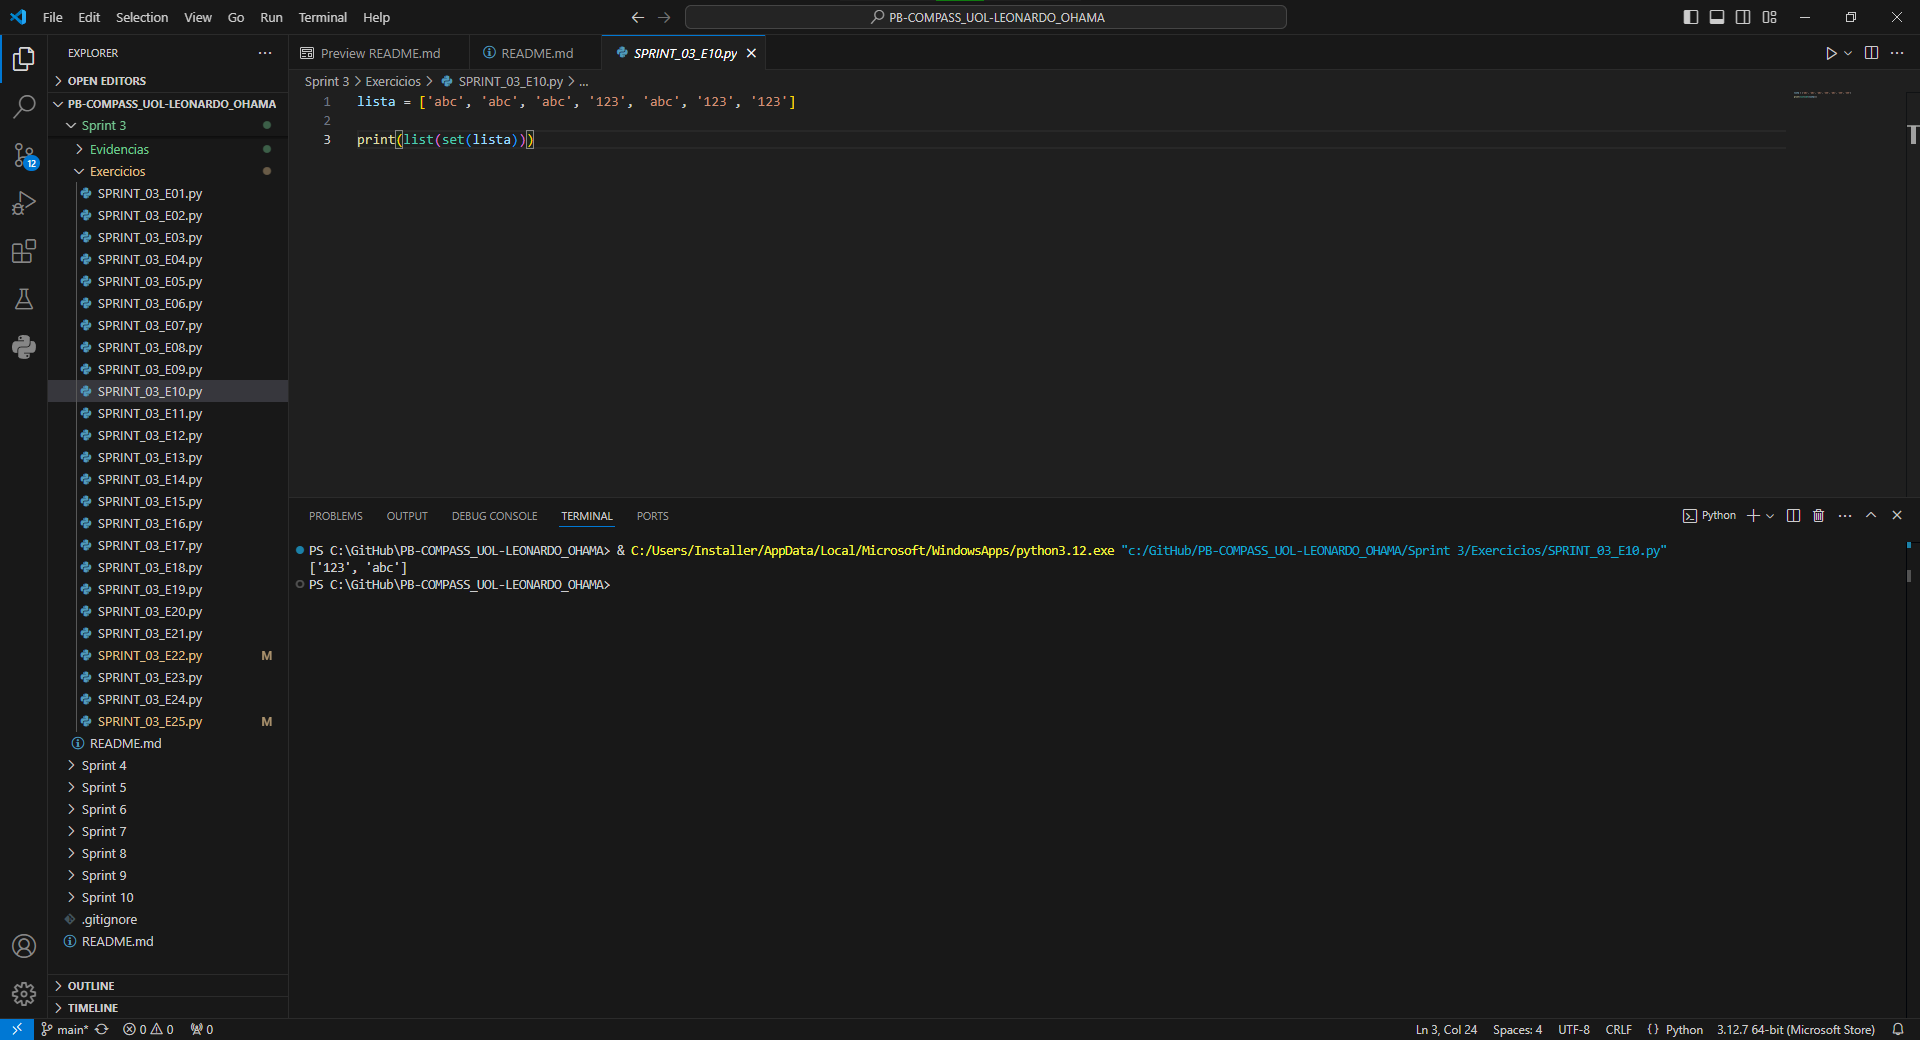 File Edit Selection View Go Run Terminal Help
PB-COMPASS_UOL-LEONARDO_OHAMA
EXPLORER
OPEN EDITORS
PB-COMPASS_UOL-LEONARDO_OHAMA
Sprint 3
Evidencias
Exercicios
SPRINT_03_E01.py
SPRINT_03_E02.py
SPRINT_03_E03.py
SPRINT_03_E04.py
SPRINT_03_E05.py
SPRINT_03_E06.py
SPRINT_03_E07.py
SPRINT_03_E08.py
SPRINT_03_E09.py
SPRINT_03_E10.py
SPRINT_03_E11.py
SPRINT_03_E12.py
SPRINT_03_E13.py
SPRINT_03_E14.py
SPRINT_03_E15.py
SPRINT_03_E16.py
SPRINT_03_E17.py
SPRINT_03_E18.py
SPRINT_03_E19.py
SPRINT_03_E20.py
SPRINT_03_E21.py
SPRINT_03_E22.py M
SPRINT_03_E23.py
SPRINT_03_E24.py
SPRINT_03_E25.py M
README.md
Sprint 4
Sprint 5
Sprint 6
Sprint 7
Sprint 8
Sprint 9
Sprint 10
.gitignore
README.md
OUTLINE
TIMELINE
12
Preview README.md README.md SPRINT_03_E10.py
Sprint 3 > Exercicios > SPRINT_03_E10.py > ...
1 lista = ['abc', 'abc', 'abc', '123', 'abc', '123', '123']
2
3 print(list(set(lista)))
PROBLEMS OUTPUT DEBUG CONSOLE TERMINAL PORTS
Python
PS C:\GitHub\PB-COMPASS_UOL-LEONARDO_OHAMA> & C:/Users/Installer/AppData/Local/Microsoft/WindowsApps/python3.12.exe "c:/GitHub/PB-COMPASS_UOL-LEONARDO_OHAMA/Sprint 3/Exercicios/SPRINT_03_E10.py"
['123', 'abc']
PS C:\GitHub\PB-COMPASS_UOL-LEONARDO_OHAMA>
main* 0 0 0
Ln 3, Col 24 Spaces: 4 UTF-8 CRLF {} Python 3.12.7 64-bit (Microsoft Store)